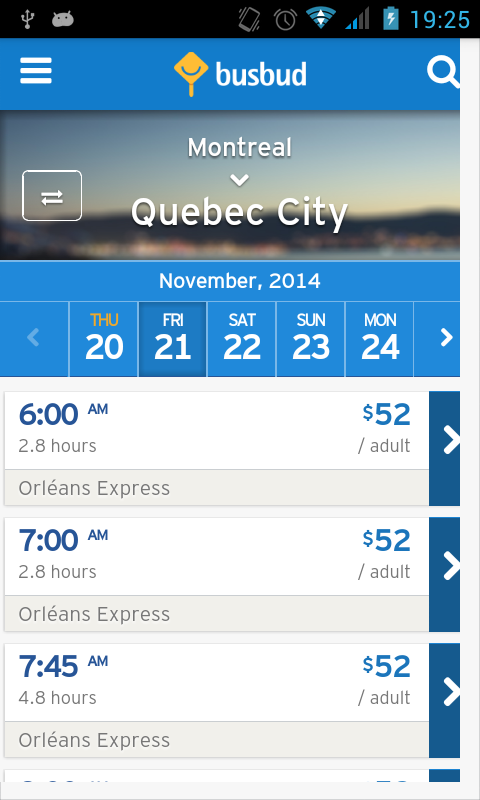 19:25
busbud
Montreal
Quebec City
November, 2014
THU FRI SAT SUN MON
20 21 22 23 24
6:00 AM $52
2.8 hours / adult
Orléans Express
7:00 AM $52
2.8 hours / adult
Orléans Express
7:45 AM $52
4.8 hours / adult
Orléans Express